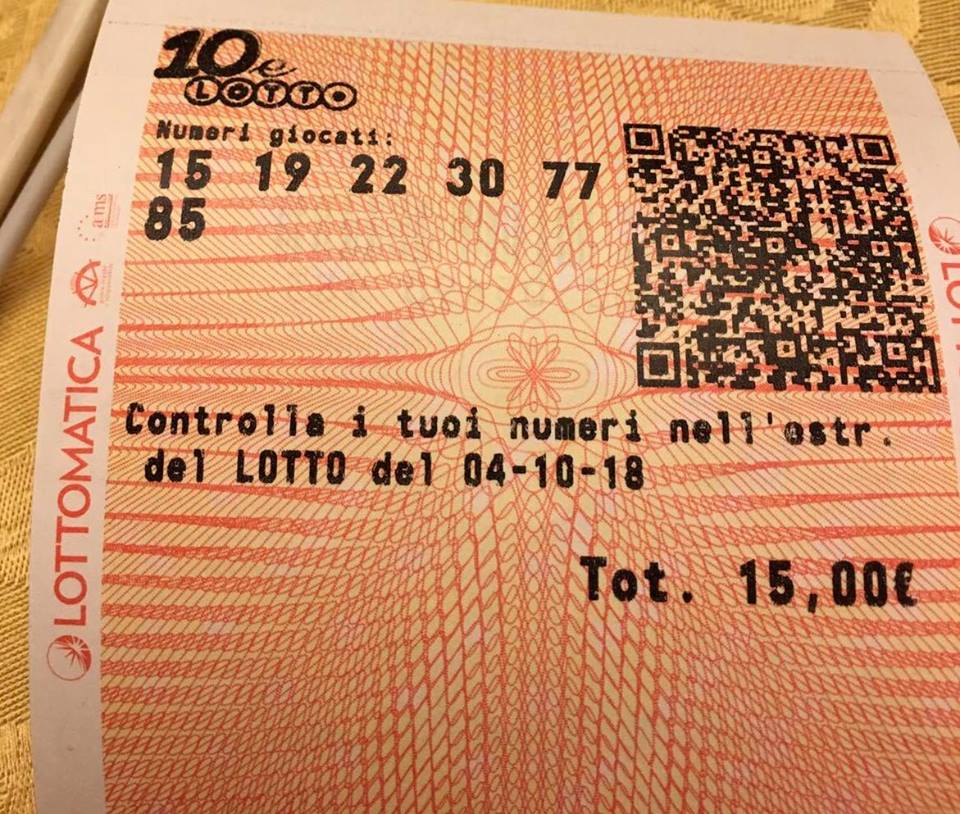 10e
LOTTO
Numeri giocati:
15 19 22 30 77
85
Controlla i tuoi numeri nell'estr.
del LOTTO del 04-10-18
Tot. 15,00€
LOTTOMATICA
ams